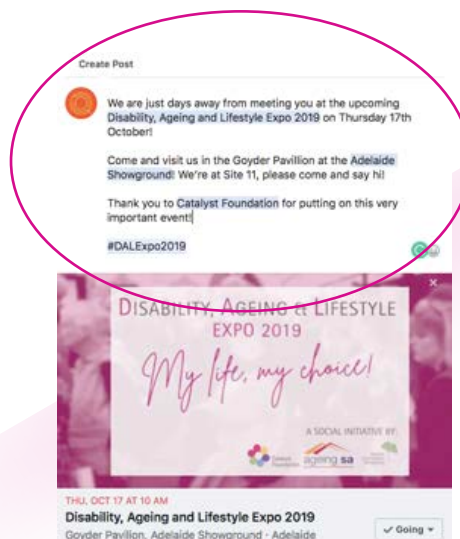 Create Post
We are just days away from meeting you at the upcoming
Disability, Ageing and Lifestyle Expo 2019 on Thursday 17th
October!
Come and visit us in the Goyder Pavillion at the Adelaide
Showground! We're at Site 11, please come and say hi!
Thank you to Catalyst Foundation for putting on this very
important event!
#DALExpo2019
DISABILITY, AGEING & LIFESTYLE
EXPO 2019
My life, my choice!
A SOCIAL INITIATIVE BY:
Catalyst
Foundation
ageing sa
THU, OCT 17 AT 10 AM
Disability, Ageing and Lifestyle Expo 2019
Goyder Pavilion, Adelaide Showground · Adelaide
✓ Going